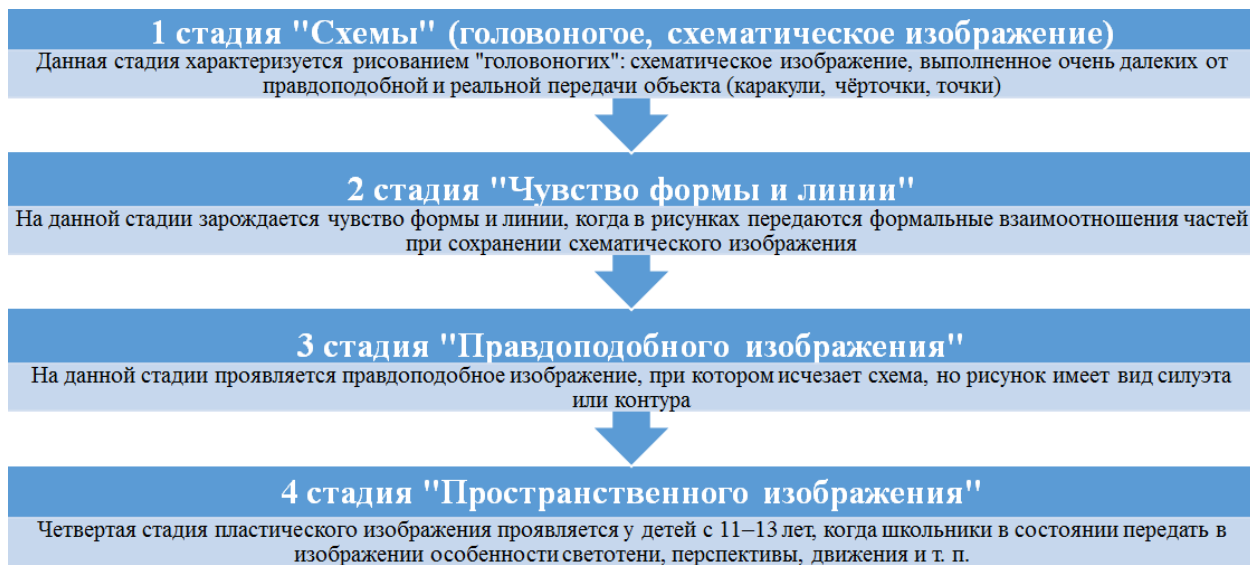 1 стадия "Схемы" (головоногое, схематическое изображение)
Данная стадия характеризуется рисованием "головоногих": схематическое изображение, выполненное очень далеких от
правдоподобной и реальной передачи объекта (каракули, чёрточки, точки)
2 стадия "Чувство формы и линии"
На данной стадии зарождается чувство формы и линии, когда в рисунках передаются формальные взаимоотношения частей
при сохранении схематического изображения
3 стадия "Правдоподобного изображения"
На данной стадии проявляется правдоподобное изображение, при котором исчезает схема, но рисунок имеет вид силуэта
или контура
4 стадия "Пространственного изображения"
Четвертая стадия пластического изображения проявляется у детей с 11–13 лет, когда школьники в состоянии передать в
изображении особенности светотени, перспективы, движения и т. п.